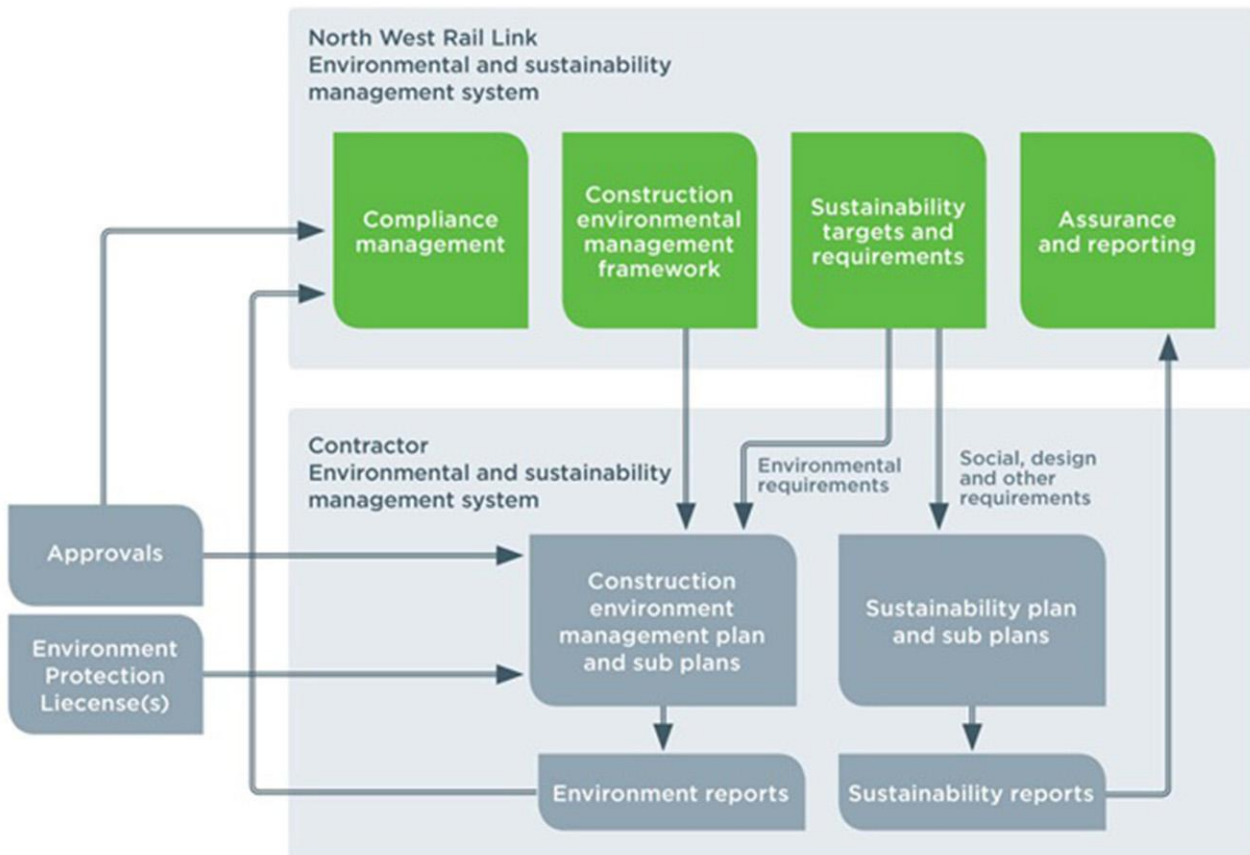 North West Rail Link
Environmental and sustainability
management system
Compliance
management
Construction
environmental
management
framework
Sustainability
targets and
requirements
Assurance
and reporting
Contractor
Environmental and sustainability
management system
Environmental
requirements
Social, design
and other
requirements
Approvals
Environment
Protection
Liecense(s)
Construction
environment
management plan
and sub plans
Sustainability plan
and sub plans
Environment reports
Sustainability reports